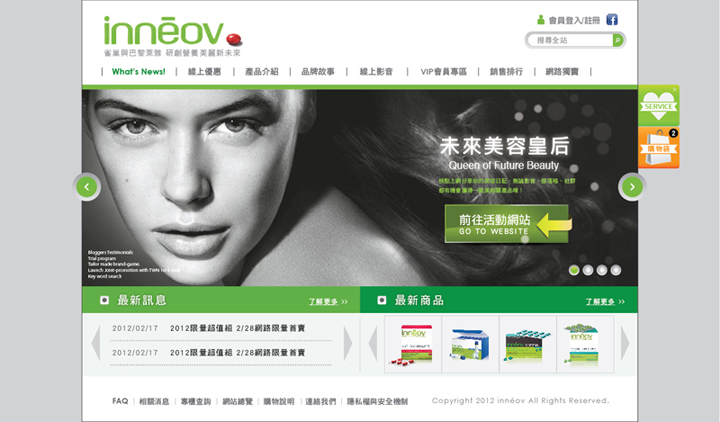 innēov
雀巢與巴黎萊雅 研創營養美麗新未來
會員登入/註冊
搜尋全站
What's News! | 線上優惠 | 產品介紹 | 品牌故事 | 線上影音 | VIP會員專區 | 銷售排行 | 網路獨賣
SERVICE
購物袋 2
未來美容皇后
Queen of Future Beauty
前往活動網站
GO TO WEBSITE
Bloggers Testimonials
Trial program
Tailor made brand-game.
Launch Joint-promotion with TWN
Key word search
最新訊息 了解更多
最新商品 了解更多
2012/02/17 2012限量超值組 2/28網路限量首賣
2012/02/17 2012限量超值組 2/28網路限量首賣
FAQ | 相關消息 | 專櫃查詢 | 網站總覽 | 購物說明 | 連絡我們 | 隱私權與安全機制
Copyright 2012 innéov All Rights Reserved.